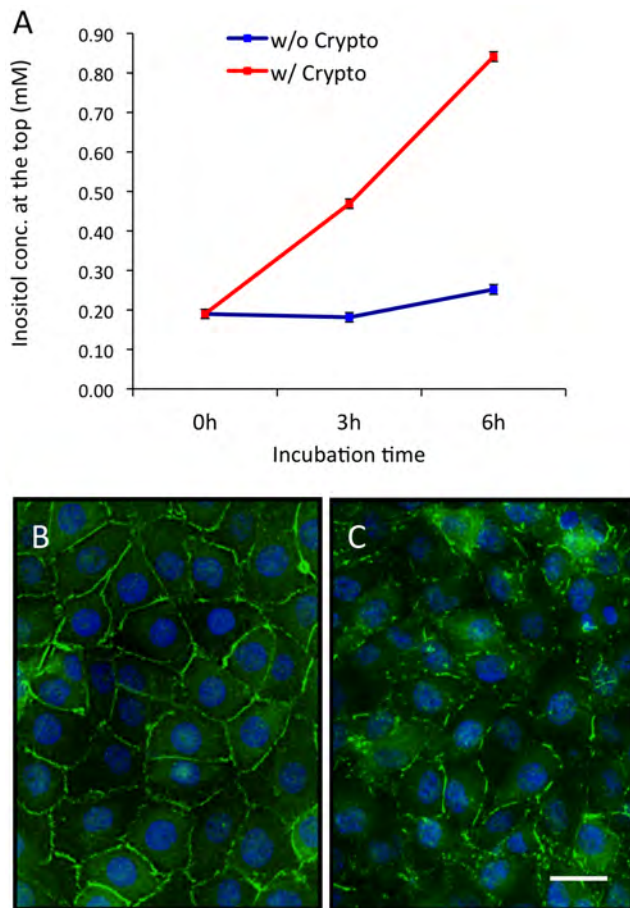 A
0.90
w/o Crypto
0.80
w/ Crypto
0.70
0.60
0.50
0.40
0.30
0.20
0.10
0.00
Inositol conc. at the top (mM)
0h 3h 6h
Incubation time
B C